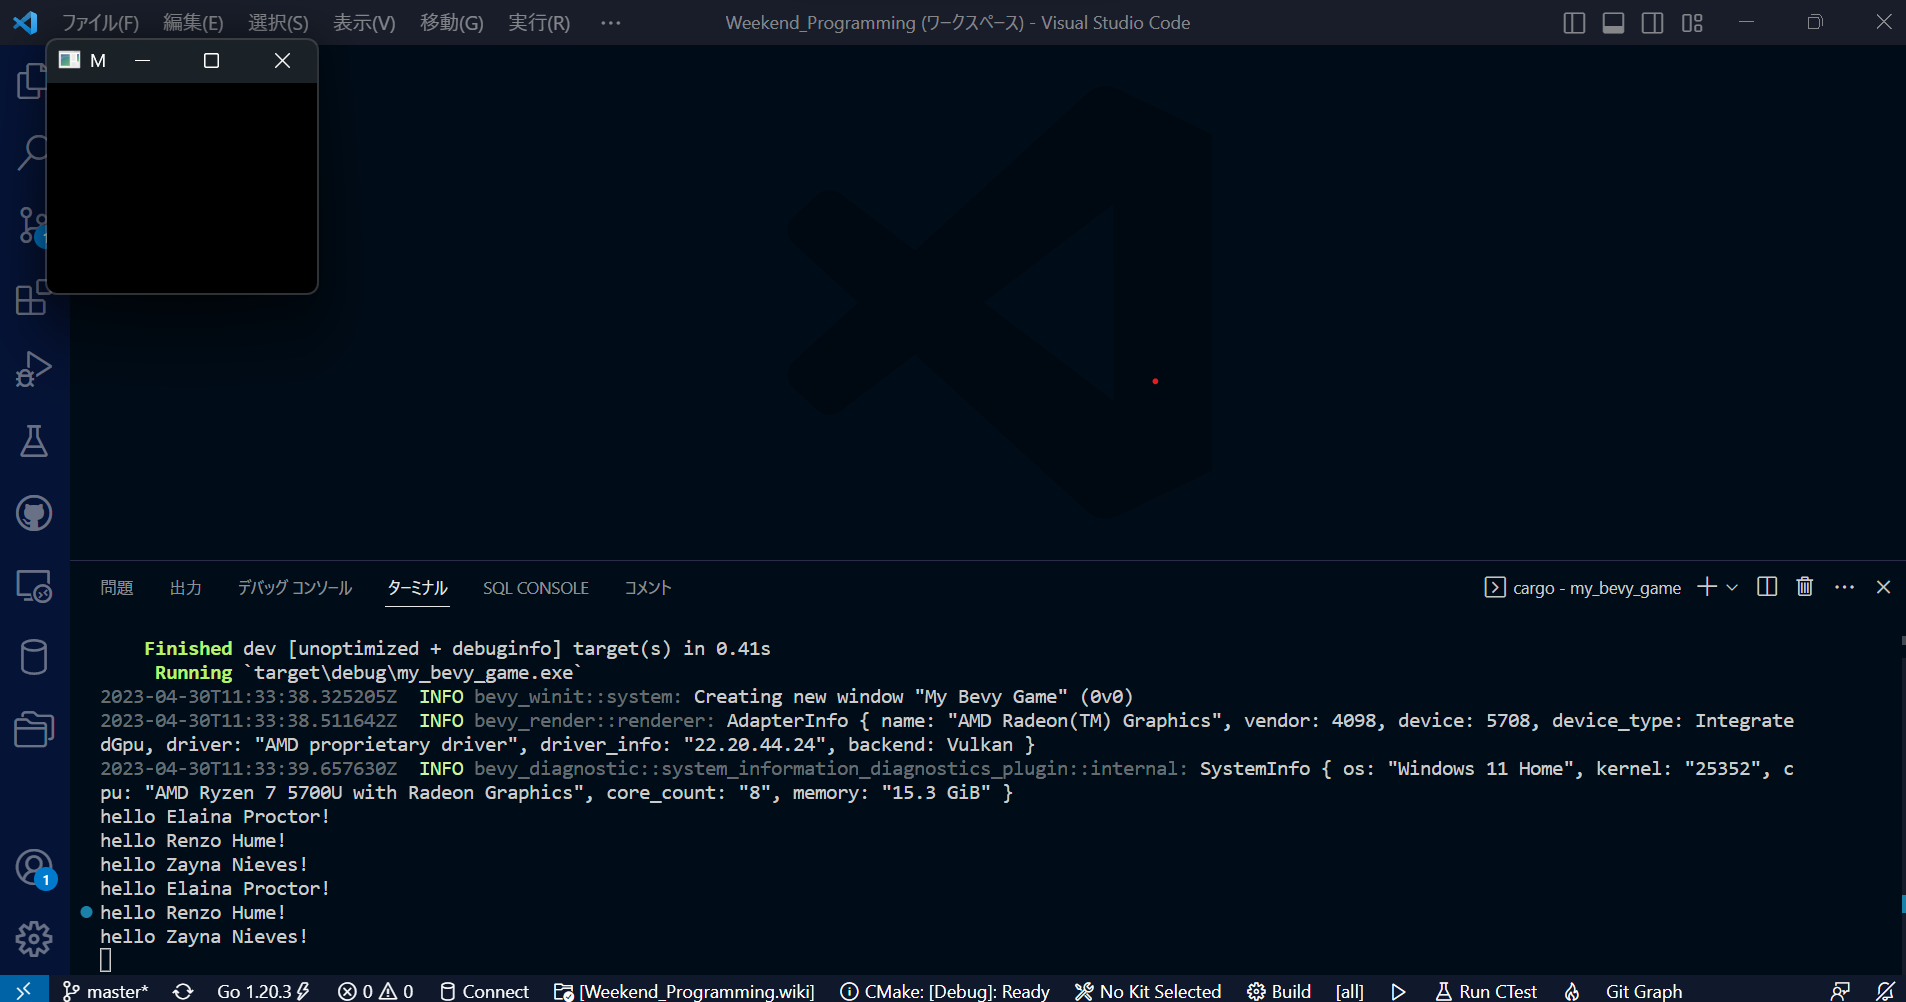 ファイル(F) 編集(E) 選択(S) 表示(V) 移動(G) 実行(R) ··· Weekend_Programming (ワークスペース) - Visual Studio Code
M
1
問題 出力 デバッグ コンソール ターミナル SQL CONSOLE コメント cargo - my_bevy_game
Finished dev [unoptimized + debuginfo] target(s) in 0.41s
Running `target\debug\my_bevy_game.exe`
2023-04-30T11:33:38.325205Z  INFO bevy_winit::system: Creating new window "My Bevy Game" (0v0)
2023-04-30T11:33:38.511642Z  INFO bevy_render::renderer: AdapterInfo { name: "AMD Radeon(TM) Graphics", vendor: 4098, device: 5708, device_type: Integrate
dGpu, driver: "AMD proprietary driver", driver_info: "22.20.44.24", backend: Vulkan }
2023-04-30T11:33:39.657630Z  INFO bevy_diagnostic::system_information_diagnostics_plugin::internal: SystemInfo { os: "Windows 11 Home", kernel: "25352", c
pu: "AMD Ryzen 7 5700U with Radeon Graphics", core_count: "8", memory: "15.3 GiB" }
hello Elaina Proctor!
hello Renzo Hume!
hello Zayna Nieves!
hello Elaina Proctor!
hello Renzo Hume!
hello Zayna Nieves!
1
master* Go 1.20.3 0 0 Connect [Weekend_Programming.wiki] CMake: [Debug]: Ready No Kit Selected Build [all] Run CTest Git Graph